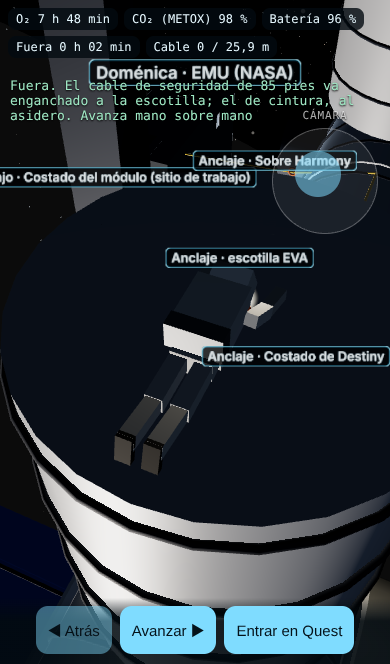 O₂ 7 h 48 min CO₂ (METOX) 98 % Batería 96 %
Fuera 0 h 02 min Cable 0 / 25,9 m
Doménica · EMU (NASA)
Fuera. El cable de seguridad de 85 pies va
enganchado a la escotilla; el de cintura, al
asidero. Avanza mano sobre mano
CÁMARA
Anclaje · Sobre Harmony
· Costado del módulo (sitio de trabajo)
Anclaje · escotilla EVA
Anclaje · Costado de Destiny
◀ Atrás Avanzar ▶ Entrar en Quest